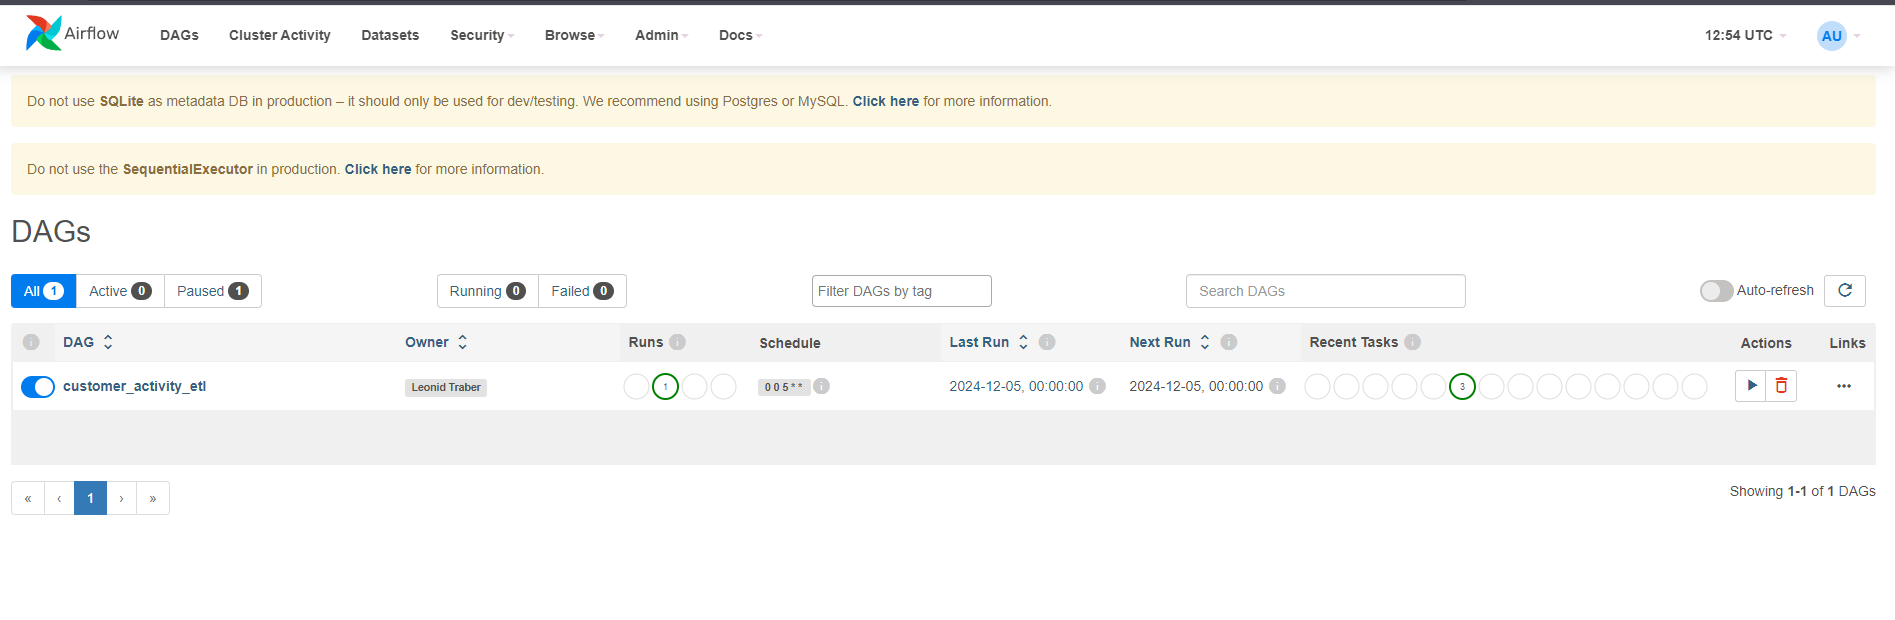 Airflow DAGs Cluster Activity Datasets Security Browse Admin Docs 12:54 UTC AU
Do not use SQLite as metadata DB in production – it should only be used for dev/testing. We recommend using Postgres or MySQL. Click here for more information.
Do not use the SequentialExecutor in production. Click here for more information.
DAGs
All 1 Active 0 Paused 1 Running 0 Failed 0 Filter DAGs by tag Search DAGs Auto-refresh
i DAG Owner Runs i Schedule Last Run i Next Run i Recent Tasks i Actions Links
customer_activity_etl Leonid Traber 1 0 0 5 * * i 2024-12-05, 00:00:00 i 2024-12-05, 00:00:00 i 3 •••
« ‹ 1 › » Showing 1-1 of 1 DAGs